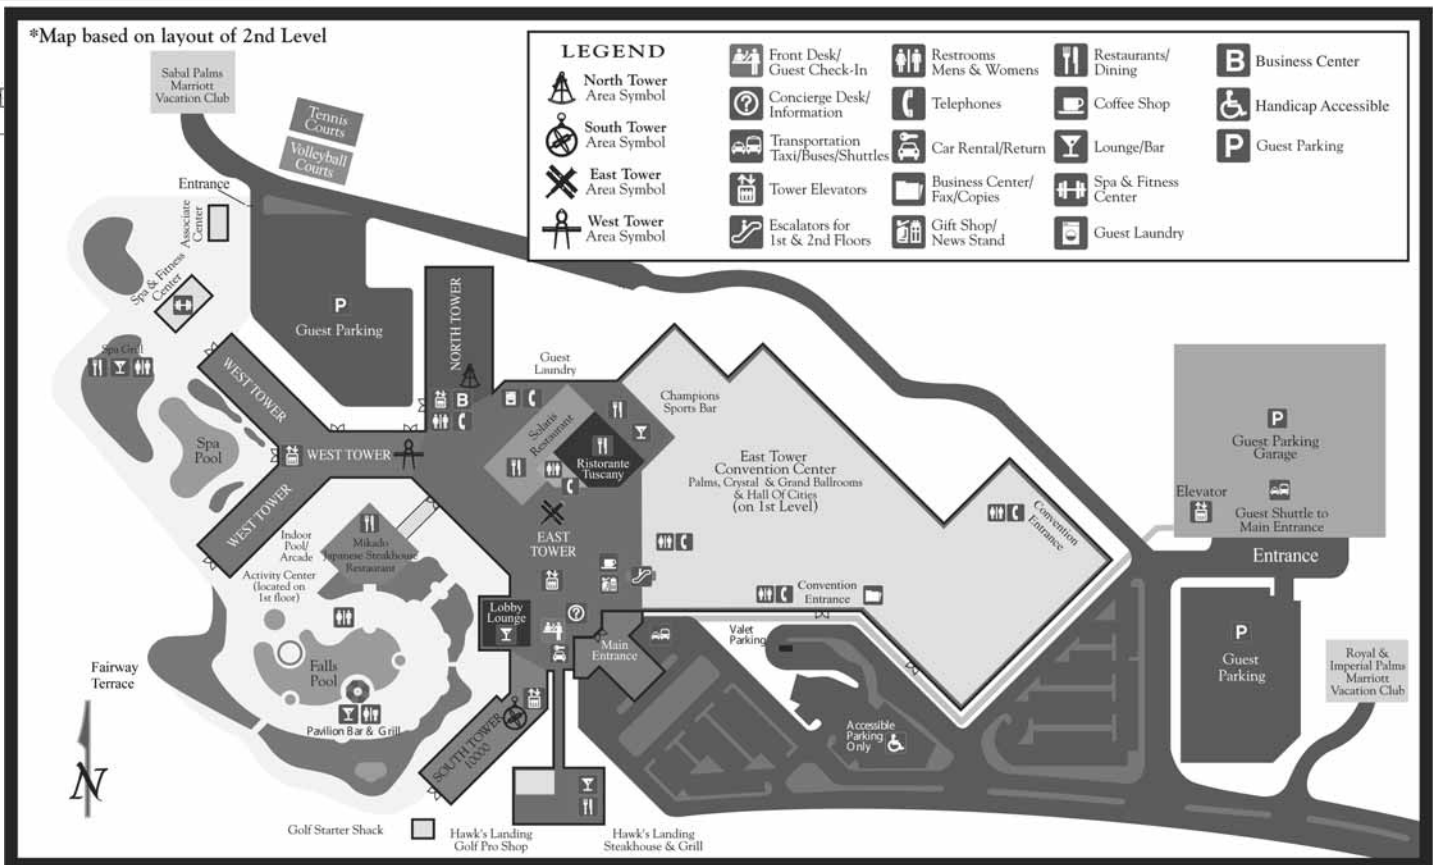 *Map based on layout of 2nd Level
LEGEND
North Tower
Area Symbol
South Tower
Area Symbol
East Tower
Area Symbol
West Tower
Area Symbol
Front Desk/
Guest Check-In
Concierge Desk/
Information
Transportation
Taxi/Buses/Shuttles
Tower Elevators
Escalators for
1st & 2nd Floors
Restrooms
Mens & Womens
Telephones
Car Rental/Return
Business Center/
Fax/Copies
Gift Shop/
News Stand
Restaurants/
Dining
Coffee Shop
Lounge/Bar
Spa & Fitness
Center
Guest Laundry
B Business Center
Handicap Accessible
P Guest Parking
Sabal Palms
Marriott
Vacation Club
Tennis
Courts
Volleyball
Courts
Entrance
Associate
Center
Spa & Fitness
Center
P
Guest Parking
NORTH TOWER
B
Spa Grill
WEST TOWER
WEST TOWER
WEST TOWER
Spa
Pool
Guest
Laundry
Solaris
Restaurant
Ristorante
Tuscany
Champions
Sports Bar
East Tower
Convention Center
Palms, Crystal & Grand Ballrooms
& Hall Of Cities
(on 1st Level)
Convention
Entrance
Convention
Entrance
P
Guest Parking
Garage
Elevator
Guest Shuttle to
Main Entrance
Entrance
EAST
TOWER
Indoor
Pool/
Arcade
Mikado
Japanese Steakhouse
Restaurant
Activity Center
(located on
1st floor)
Lobby
Lounge
?
Main
Entrance
Valet
Parking
Accessible
Parking
Only
P
Guest
Parking
Royal &
Imperial Palms
Marriott
Vacation Club
Fairway
Terrace
Falls
Pool
Pavilion Bar & Grill
SOUTH TOWER
10000
N
Golf Starter Shack
Hawk's Landing
Golf Pro Shop
Hawk's Landing
Steakhouse & Grill